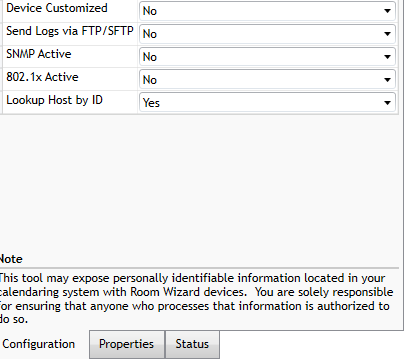 Device Customized No
Send Logs via FTP/SFTP No
SNMP Active No
802.1x Active No
Lookup Host by ID Yes
Note
This tool may expose personally identifiable information located in your
calendaring system with Room Wizard devices.  You are solely responsible
for ensuring that anyone who processes that information is authorized to
do so.
Configuration Properties Status